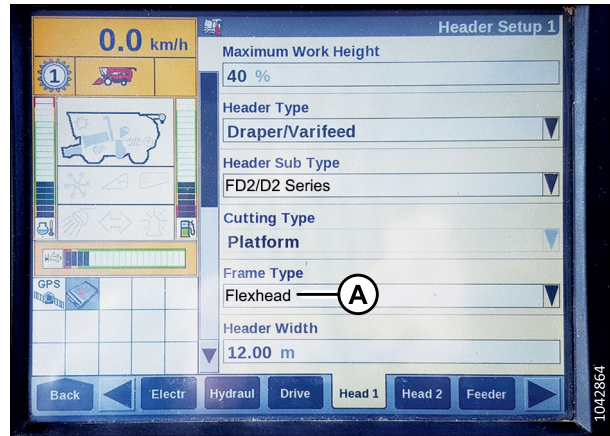 Header Setup 1
0.0 km/h
1
Maximum Work Height
40 %
Header Type
Draper/Varifeed
Header Sub Type
FD2/D2 Series
Cutting Type
Platform
Frame Type
Flexhead
A
GPS
Header Width
12.00 m
Back
Electr
Hydraul
Drive
Head 1
Head 2
Feeder
1042864